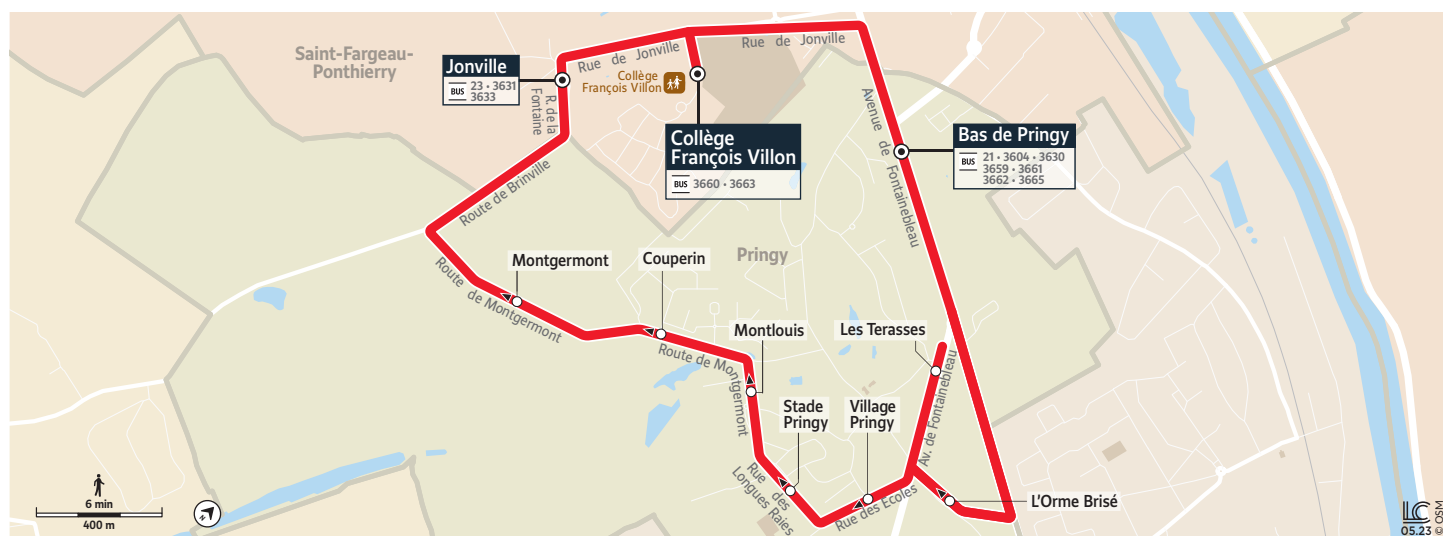 Saint-Fargeau-
Ponthierry
Jonville
BUS 23 • 3631
3633
R. de la
Fontaine
Rue de Jonville
Collège
François Villon
Rue de Jonville
Collège
François Villon
BUS 3660 • 3663
Avenue de Fontainebleau
Bas de Pringy
BUS 21 • 3604 • 3630
3659 • 3661
3662 • 3665
Route de Brinville
Pringy
Montgermont
Couperin
Route de Montgermont
Montlouis
Les Terasses
Route de Montgermont
Av. de Fontainebleau
Stade
Pringy
Village
Pringy
Rue des
Longues Raies
Rue des Écoles
L'Orme Brisé
6 min
400 m
N
LC
05.23 © OSM